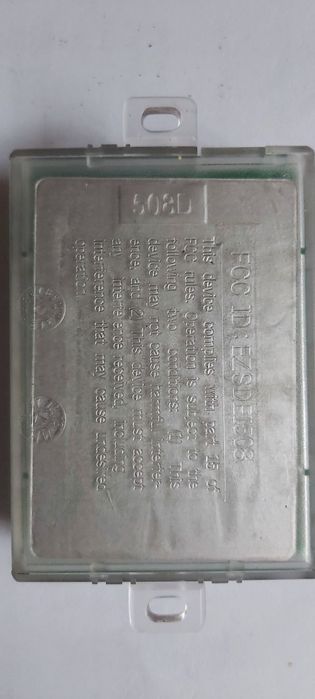 508D
FCC ID: EZSDEI508
This device complies with part 15 of
FCC rules. Operation is subject to the
following two conditions: (1) This
device may not cause harmful interfer-
ence, and (2) This device must accept
any interference received, including
interference that may cause undesired
operation.